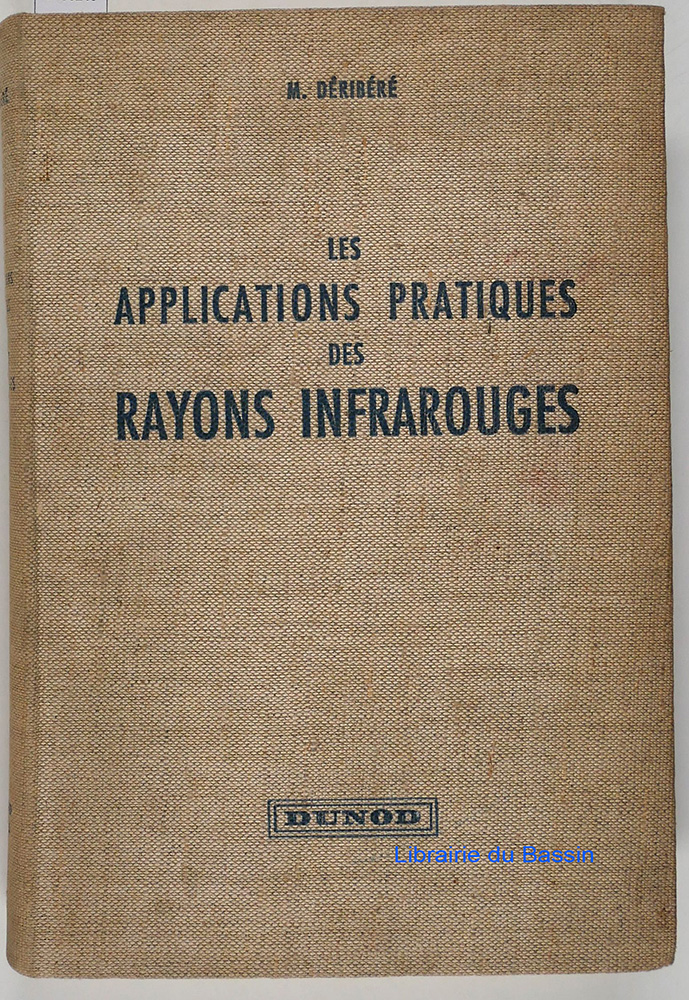 M. DÉRIBÉRÉ
LES
APPLICATIONS PRATIQUES
DES
RAYONS INFRAROUGES
DUNOD
Librairie du Bassin